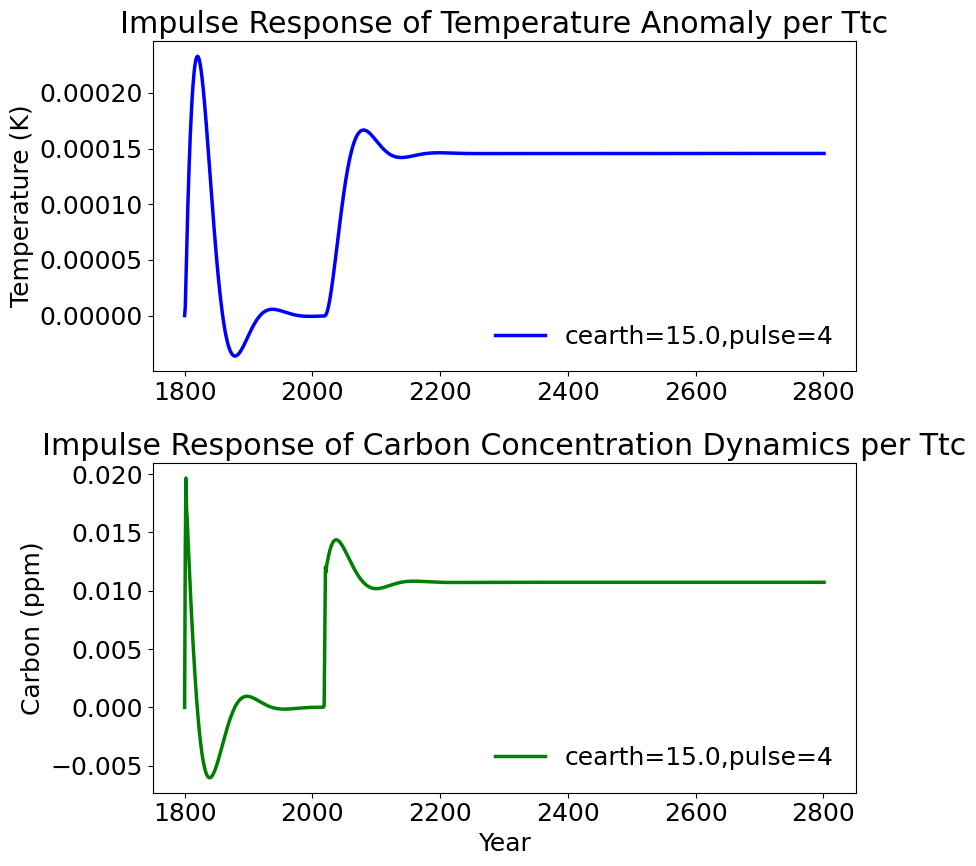 Impulse Response of Temperature Anomaly per Ttc
Temperature (K)
0.00020
0.00015
0.00010
0.00005
0.00000
cearth=15.0,pulse=4
1800 2000 2200 2400 2600 2800
Impulse Response of Carbon Concentration Dynamics per Ttc
Carbon (ppm)
0.020
0.015
0.010
0.005
0.000
−0.005
cearth=15.0,pulse=4
1800 2000 2200 2400 2600 2800
Year